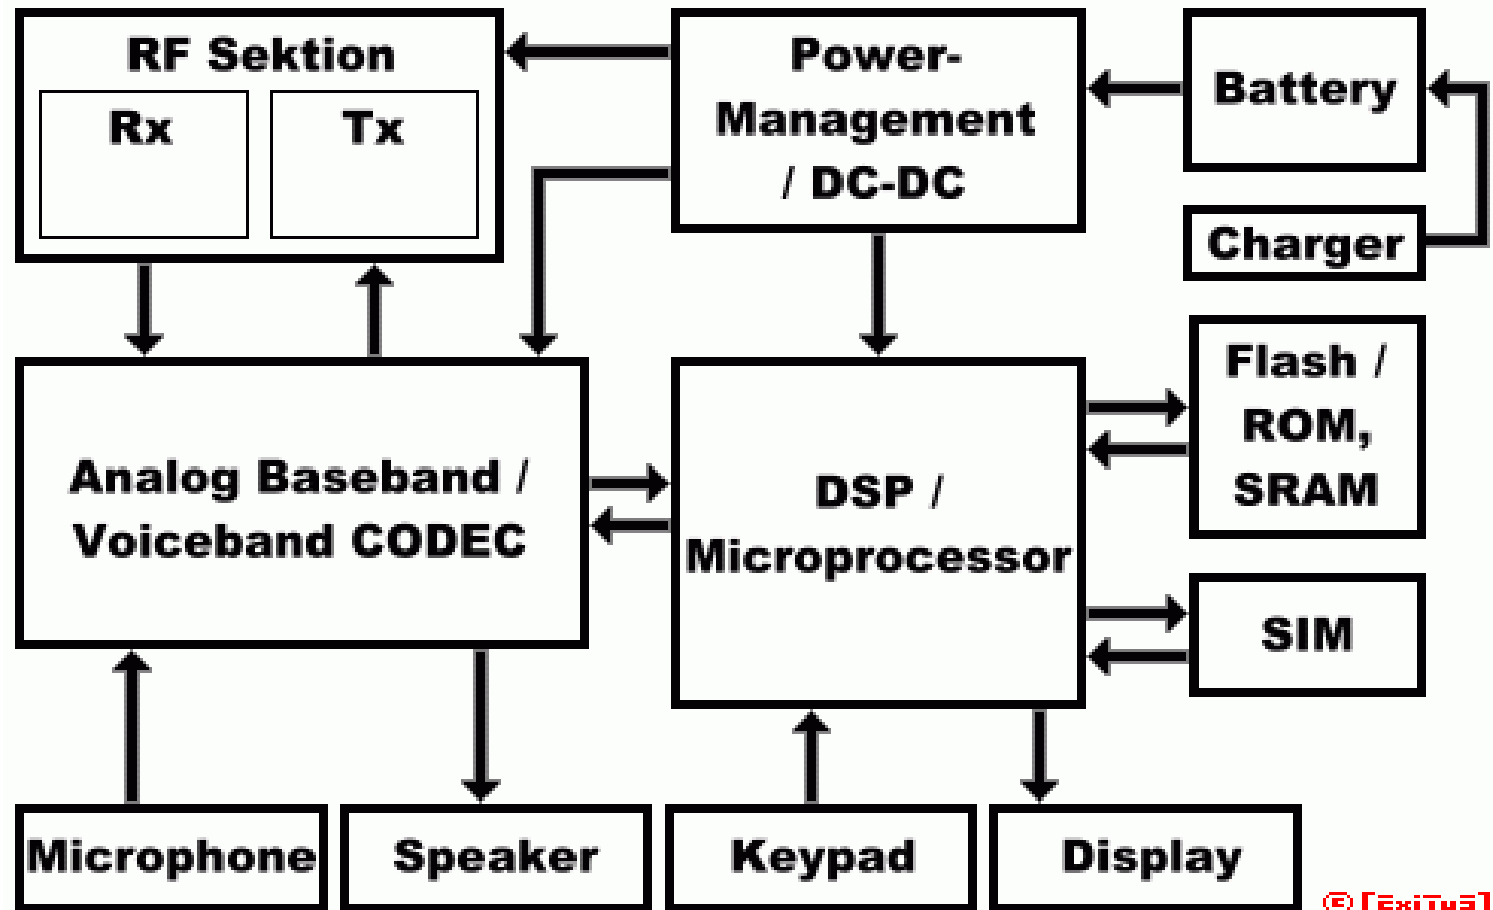 RF Sektion
Rx
Tx
Power-
Management
/ DC-DC
Battery
Charger
Analog Baseband /
Voiceband CODEC
DSP /
Microprocessor
Flash /
ROM,
SRAM
SIM
Microphone
Speaker
Keypad
Display
© [ExiTuS]